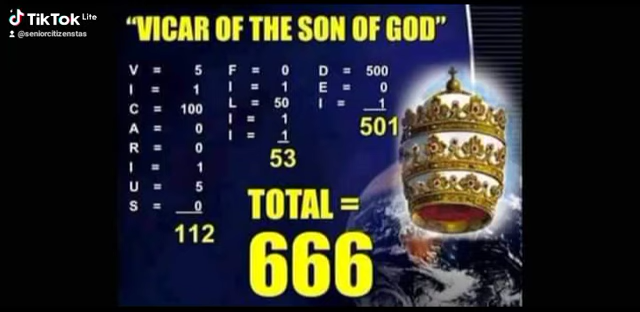 TikTok Lite
@seniorcitizenstas
“VICAR OF THE SON OF GOD”
V = 5
I = 1
C = 100
A = 0
R = 0
I = 1
U = 5
S = 0
112
F = 0
I = 1
L = 50
I = 1
I = 1
53
D = 500
E = 0
I = 1
501
TOTAL =
666